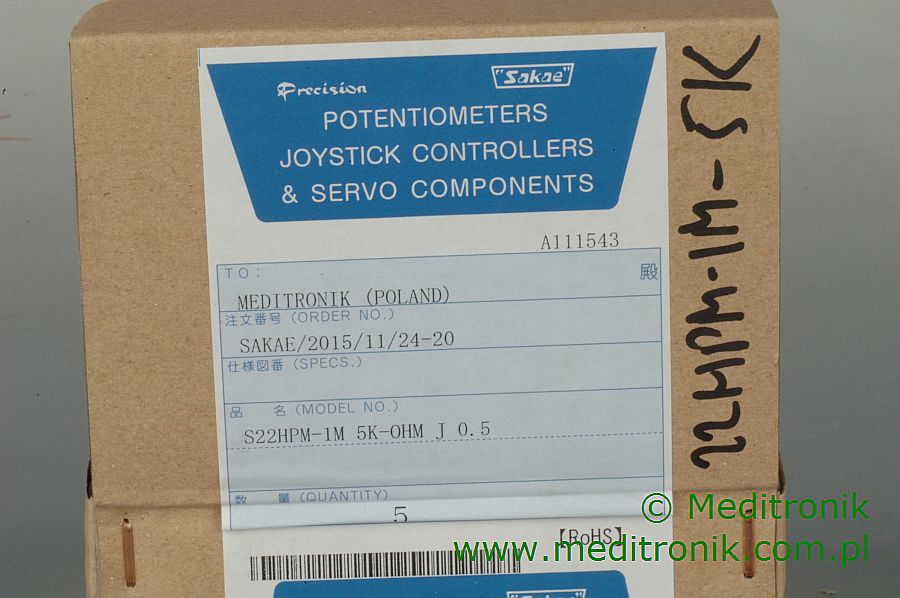 Precision "Sakae"
POTENTIOMETERS
JOYSTICK CONTROLLERS
& SERVO COMPONENTS
A111543
TO: 殿
MEDITRONIK (POLAND)
注文番号 (ORDER NO.)
SAKAE/2015/11/24-20
仕様図番 (SPECS.)
品 名 (MODEL NO.)
S22HPM-1M 5K-OHM J 0.5
数 量 (QUANTITY)
5
【RoHS】
"Sakae"
22HPM-1M-5K
© Meditronik
www.meditronik.com.pl